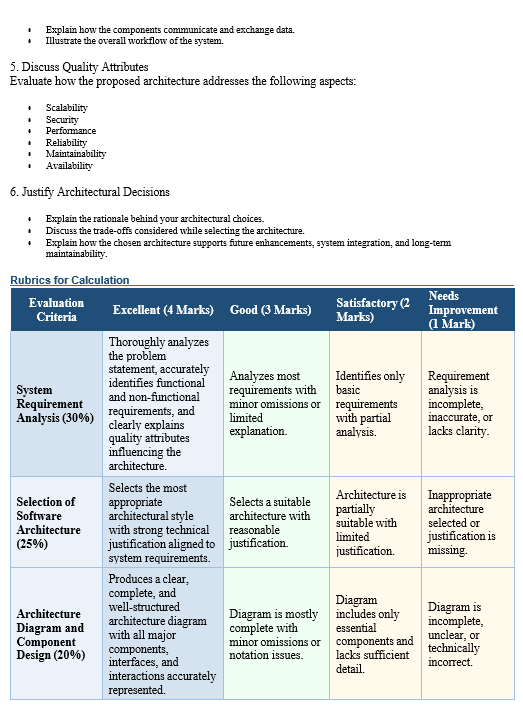 • Explain how the components communicate and exchange data.
• Illustrate the overall workflow of the system.
5. Discuss Quality Attributes
Evaluate how the proposed architecture addresses the following aspects:
• Scalability
• Security
• Performance
• Reliability
• Maintainability
• Availability
6. Justify Architectural Decisions
• Explain the rationale behind your architectural choices.
• Discuss the trade-offs considered while selecting the architecture.
• Explain how the chosen architecture supports future enhancements, system integration, and long-term
maintainability.
Rubrics for Calculation
Evaluation
Criteria
Excellent (4 Marks)
Good (3 Marks)
Satisfactory (2
Marks)
Needs
Improvement
(1 Mark)
System
Requirement
Analysis (30%)
Thoroughly analyzes
the problem
statement, accurately
identifies functional
and non-functional
requirements, and
clearly explains
quality attributes
influencing the
architecture.
Analyzes most
requirements with
minor omissions or
limited
explanation.
Identifies only
basic
requirements
with partial
analysis.
Requirement
analysis is
incomplete,
inaccurate, or
lacks clarity.
Selection of
Software
Architecture
(25%)
Selects the most
appropriate
architectural style
with strong technical
justification aligned to
system requirements.
Selects a suitable
architecture with
reasonable
justification.
Architecture is
partially
suitable with
limited
justification.
Inappropriate
architecture
selected or
justification is
missing.
Architecture
Diagram and
Component
Design (20%)
Produces a clear,
complete, and
well-structured
architecture diagram
with all major
components,
interfaces, and
interactions accurately
represented.
Diagram is mostly
complete with
minor omissions or
notation issues.
Diagram
includes only
essential
components and
lacks sufficient
detail.
Diagram is
incomplete,
unclear, or
technically
incorrect.